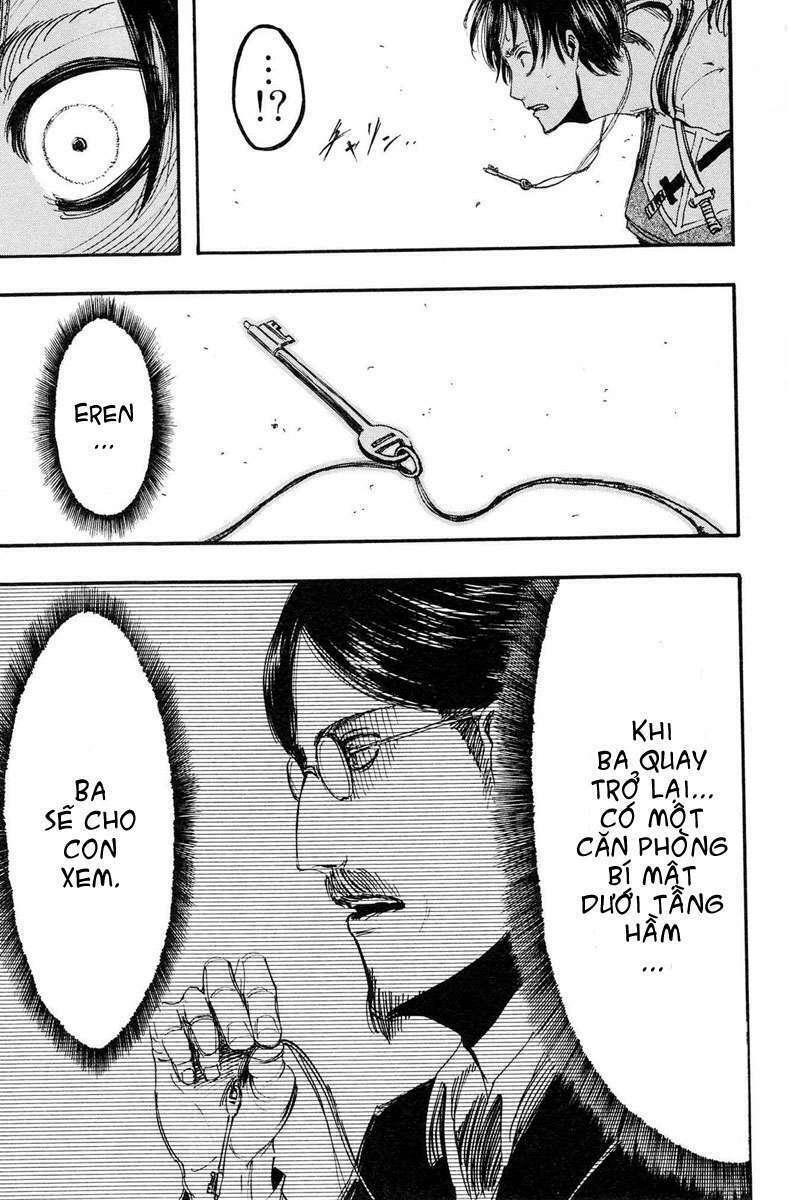 …
!?
チャリン‥
EREN
...
KHI
BA QUAY
TRỞ LẠI...
CÓ MỘT
CĂN PHÒNG
BÍ MẬT
DƯỚI TẦNG
HẦM
...
BA
SẼ CHO
CON
XEM.